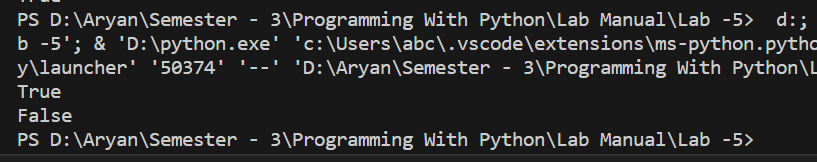 PS D:\Aryan\Semester - 3\Programming With Python\Lab Manual\Lab -5>  d:;
b -5'; & 'D:\python.exe' 'c:\Users\abc\.vscode\extensions\ms-python.pytho
y\launcher' '50374' '--' 'D:\Aryan\Semester - 3\Programming With Python\L
True
False
PS D:\Aryan\Semester - 3\Programming With Python\Lab Manual\Lab -5>